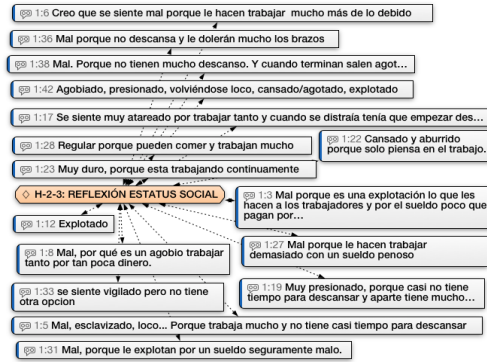 1:6 Creo que se siente mal porque le hacen trabajar mucho más de lo debido
1:36 Mal porque no descansa y le dolerán mucho los brazos
1:38 Mal. Porque no tienen mucho descanso. Y cuando terminan salen agot...
1:42 Agobiado, presionado, volviéndose loco, cansado/agotado, explotado
1:17 Se siente muy atareado por trabajar tanto y cuando se distraía tenía que empezar des...
1:28 Regular porque pueden comer y trabajan mucho
1:22 Cansado y aburrido
porque solo piensa en el trabajo.
1:23 Muy duro, porque esta trabajando continuamente
H-2-3: REFLEXIÓN ESTATUS SOCIAL
1:3 Mal porque es una explotación lo que les
hacen a los trabajadores y por el sueldo poco que
pagan por...
1:12 Explotado
1:27 Mal porque le hacen trabajar
demasiado con un sueldo penoso
1:8 Mal, por qué es un agobio trabajar
tanto por tan poca dinero.
1:19 Muy presionado, porque casi no tiene
tiempo para descansar y aparte tiene mucho...
1:33 se siente vigilado pero no tiene
otra opcion
1:5 Mal, esclavizado, loco... Porque trabaja mucho y no tiene casi tiempo para descansar
1:31 Mal, porque le explotan por un sueldo seguramente malo.